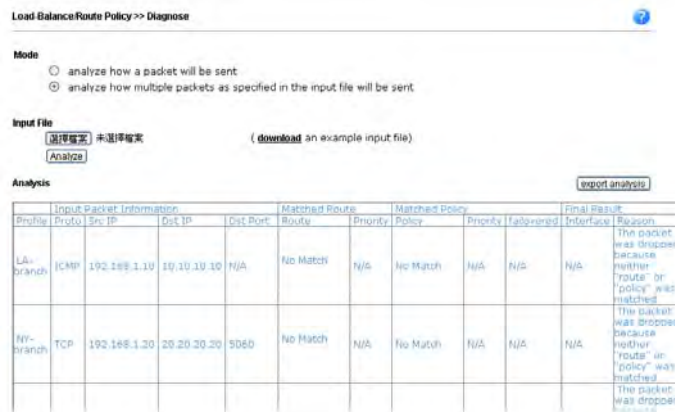 Load-Balance/Route Policy >> Diagnose
?
Mode
analyze how a packet will be sent
analyze how multiple packets as specified in the input file will be sent
Input File
選擇檔案 未選擇檔案 ( download an example input file)
Analyze
Analysis
export analysis
Input Packet Information Matched Route Matched Policy Final Result
Profile Proto Src IP Dst IP Dst Port Route Priority Policy Priority failovered Interface Reason
LA-branch ICMP 192.168.1.10 10.10.10.10 N/A No Match N/A No Match N/A N/A N/A The packet was dropped because neither "route" or "policy" was matched
NY-branch TCP 192.168.1.20 20.20.20.20 5060 No Match N/A No Match N/A N/A N/A The packet was dropped because neither "route" or "policy" was matched
The packet was dropped